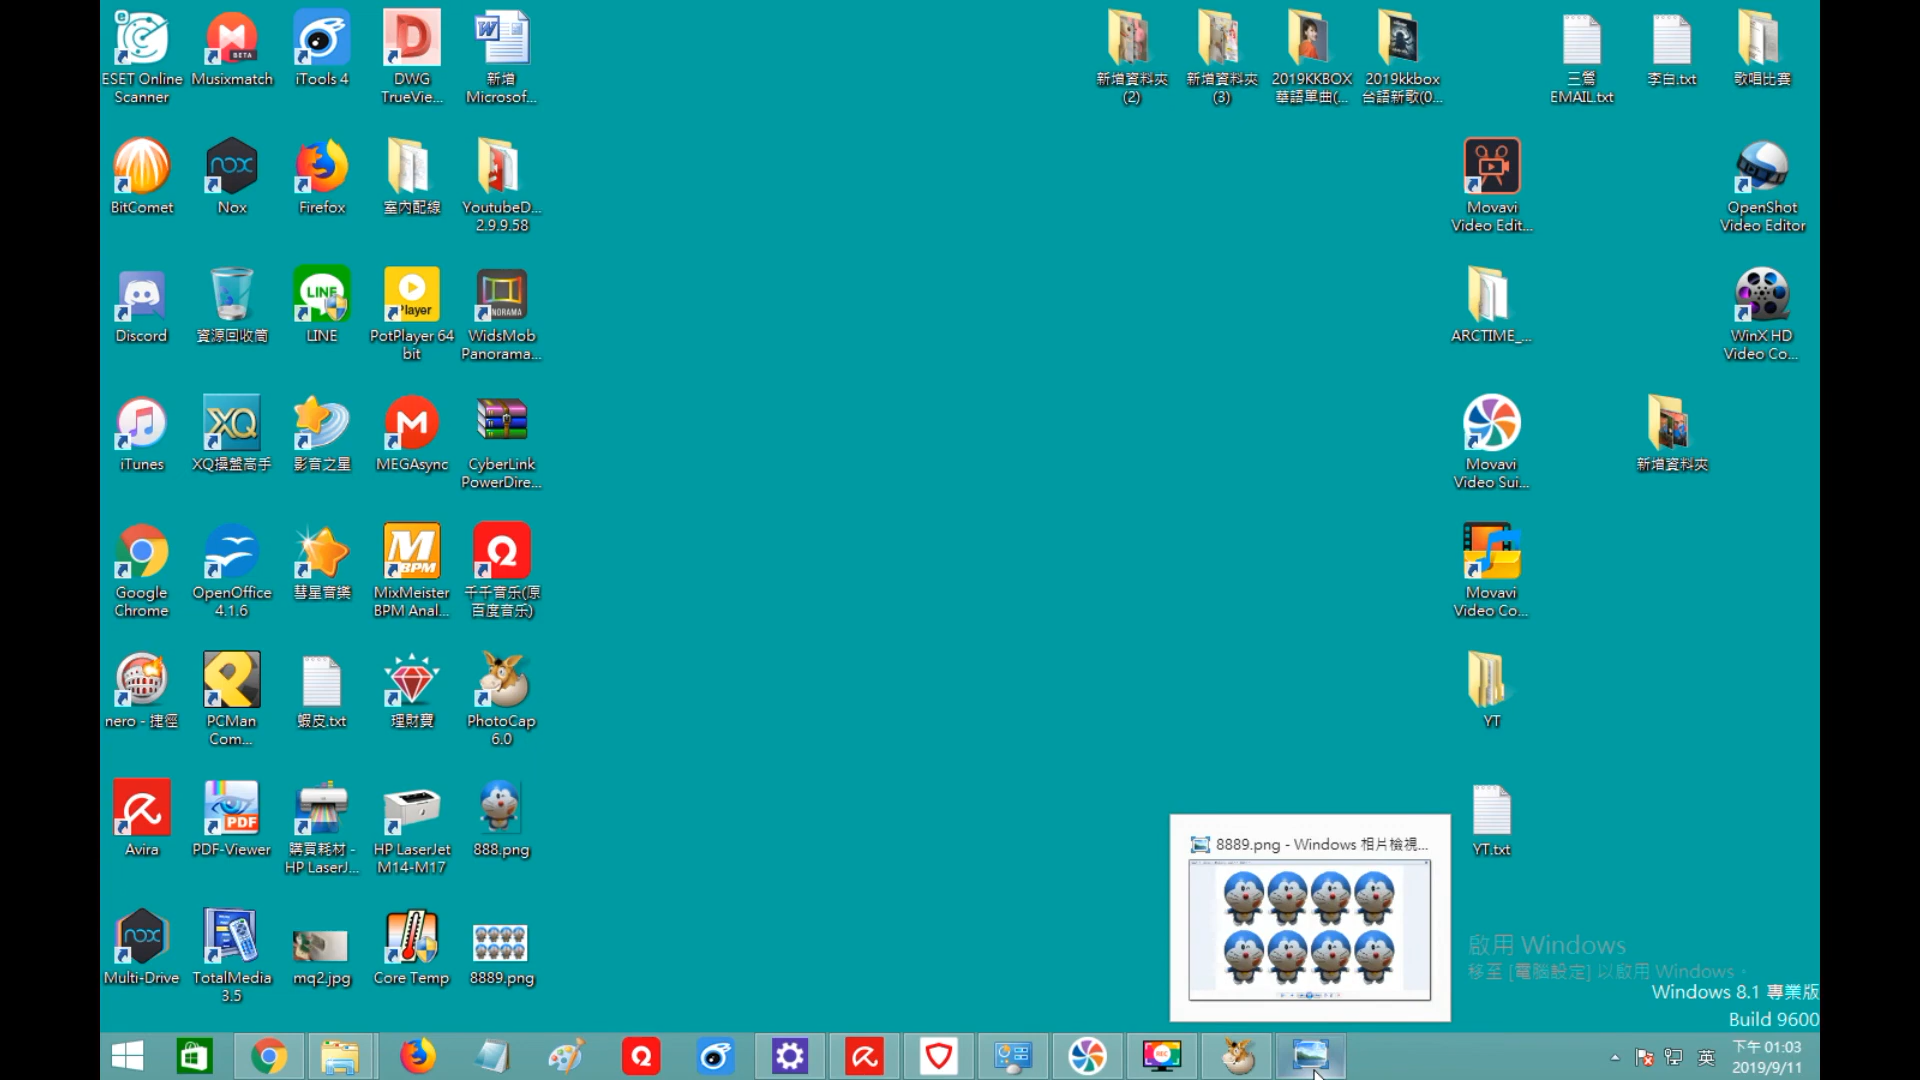 ESET Online
Scanner
Musixmatch
iTools 4
DWG
TrueVie...
新增
Microsof...
新增資料夾
(2)
新增資料夾
(3)
2019KKBOX
華語單曲(...
2019kkbox
台語新歌(0...
三鶯
EMAIL.txt
李白.txt
歌唱比賽
BitComet
Nox
Firefox
室內配線
YoutubeD...
2.9.9.58
Movavi
Video Edit...
OpenShot
Video Editor
Discord
資源回收筒
LINE
PotPlayer 64
bit
WidsMob
Panorama...
ARCTIME_...
WinX HD
Video Co...
iTunes
XQ操盤高手
影音之星
MEGAsync
CyberLink
PowerDire...
Movavi
Video Sui...
新增資料夾
Google
Chrome
OpenOffice
4.1.6
彗星音樂
MixMeister
BPM Anal...
千千音乐(原
百度音乐)
Movavi
Video Co...
nero - 捷徑
PCMan
Com...
蝦皮.txt
理財寶
PhotoCap
6.0
YT
Avira
PDF-Viewer
購買耗材 -
HP LaserJ...
HP LaserJet
M14-M17
888.png
YT.txt
8889.png - Windows 相片檢視...
Multi-Drive
TotalMedia
3.5
mq2.jpg
Core Temp
8889.png
啟用 Windows
移至 [電腦設定] 以啟用 Windows。
Windows 8.1 專業版
Build 9600
英
下午 01:03
2019/9/11